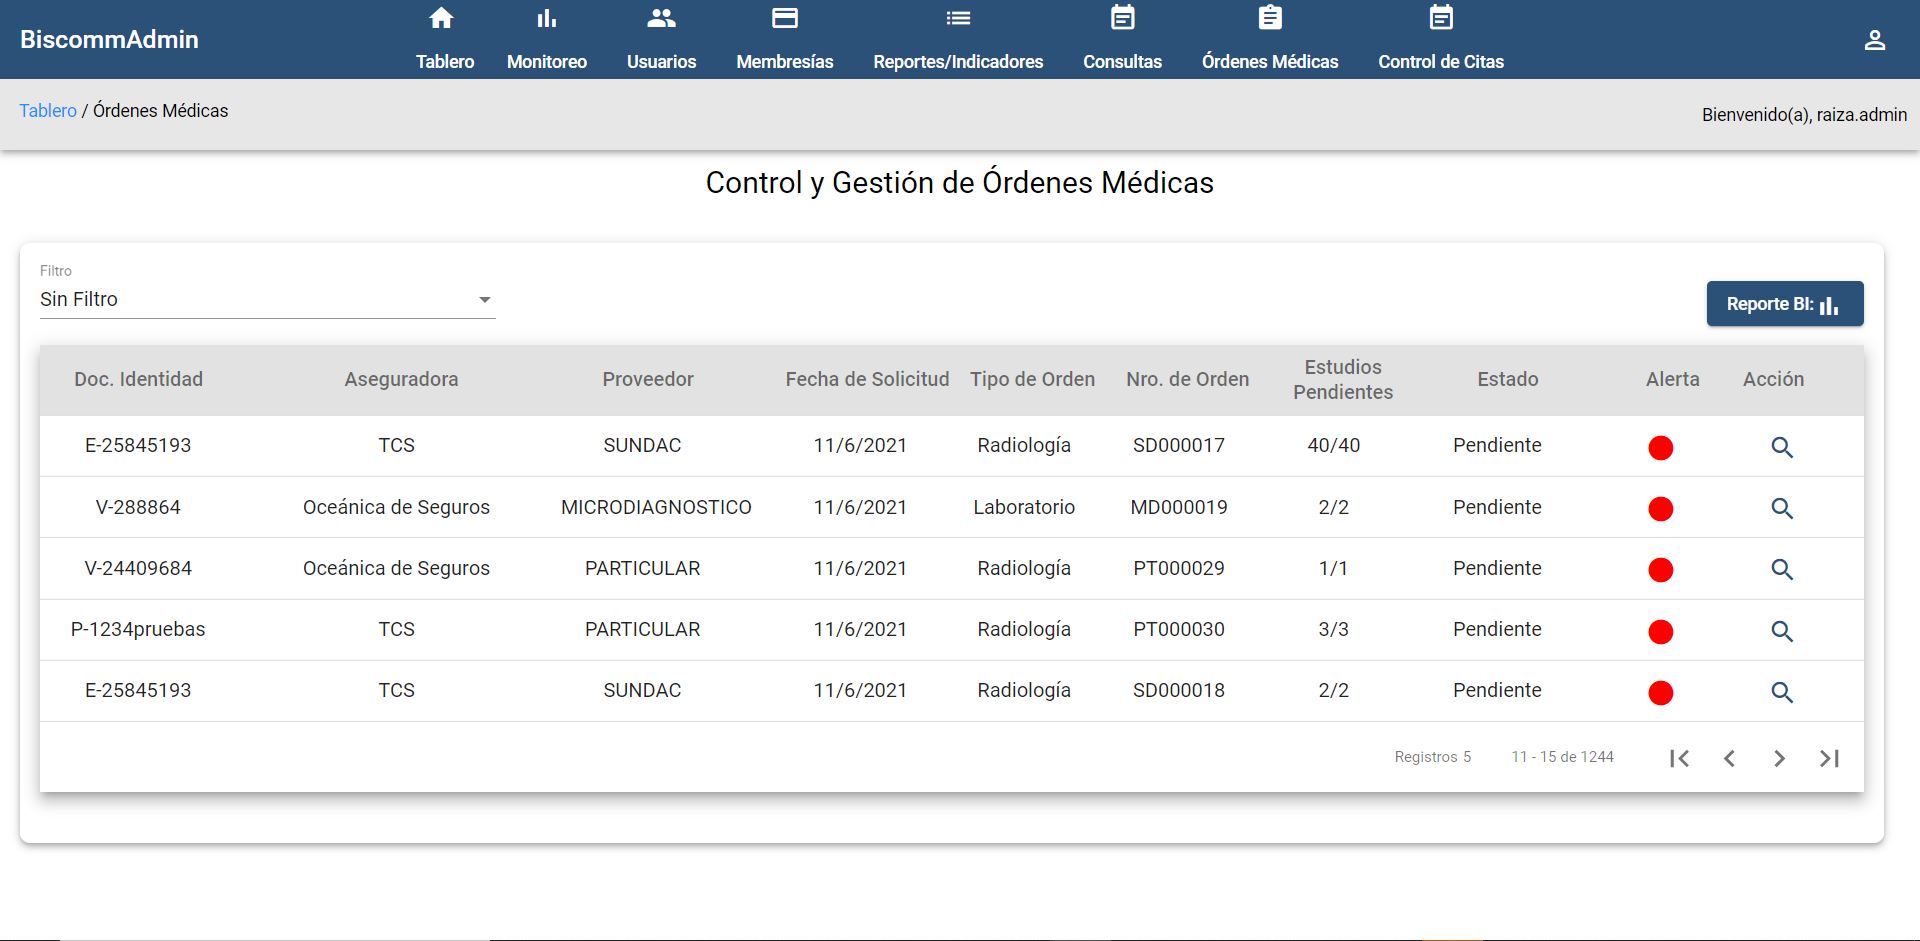 BiscommAdmin
Tablero Monitoreo Usuarios Membresías Reportes/Indicadores Consultas Órdenes Médicas Control de Citas
Tablero / Órdenes Médicas
Bienvenido(a), raiza.admin
Control y Gestión de Órdenes Médicas
Filtro
Sin Filtro
Reporte BI:
Doc. Identidad Aseguradora Proveedor Fecha de Solicitud Tipo de Orden Nro. de Orden Estudios Pendientes Estado Alerta Acción
E-25845193 TCS SUNDAC 11/6/2021 Radiología SD000017 40/40 Pendiente
V-288864 Oceánica de Seguros MICRODIAGNOSTICO 11/6/2021 Laboratorio MD000019 2/2 Pendiente
V-24409684 Oceánica de Seguros PARTICULAR 11/6/2021 Radiología PT000029 1/1 Pendiente
P-1234pruebas TCS PARTICULAR 11/6/2021 Radiología PT000030 3/3 Pendiente
E-25845193 TCS SUNDAC 11/6/2021 Radiología SD000018 2/2 Pendiente
Registros 5 11 - 15 de 1244